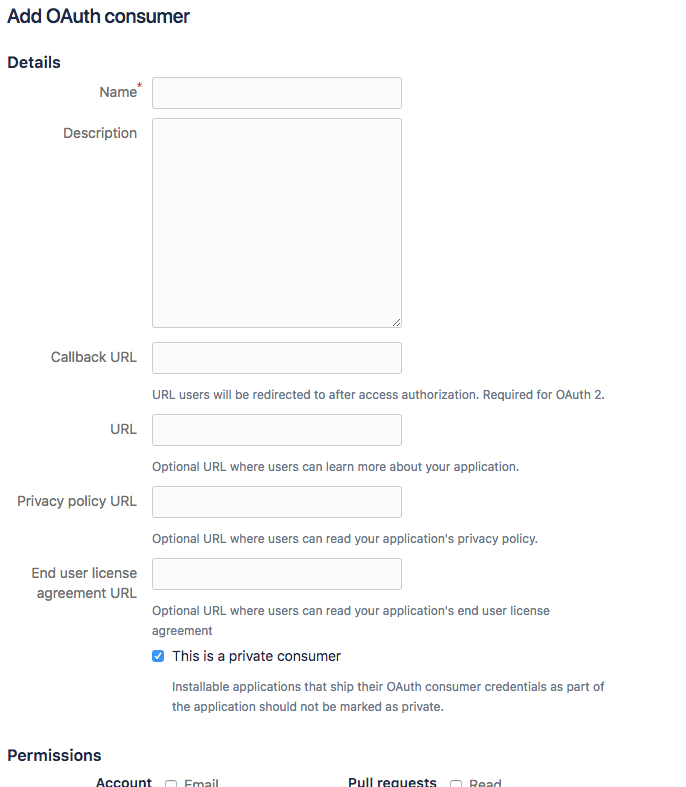 Add OAuth consumer
Details
Name*
Description
Callback URL
URL users will be redirected to after access authorization. Required for OAuth 2.
URL
Optional URL where users can learn more about your application.
Privacy policy URL
Optional URL where users can read your application's privacy policy.
End user license
agreement URL
Optional URL where users can read your application's end user license
agreement
This is a private consumer
Installable applications that ship their OAuth consumer credentials as part of
the application should not be marked as private.
Permissions
Account Email Pull requests Read